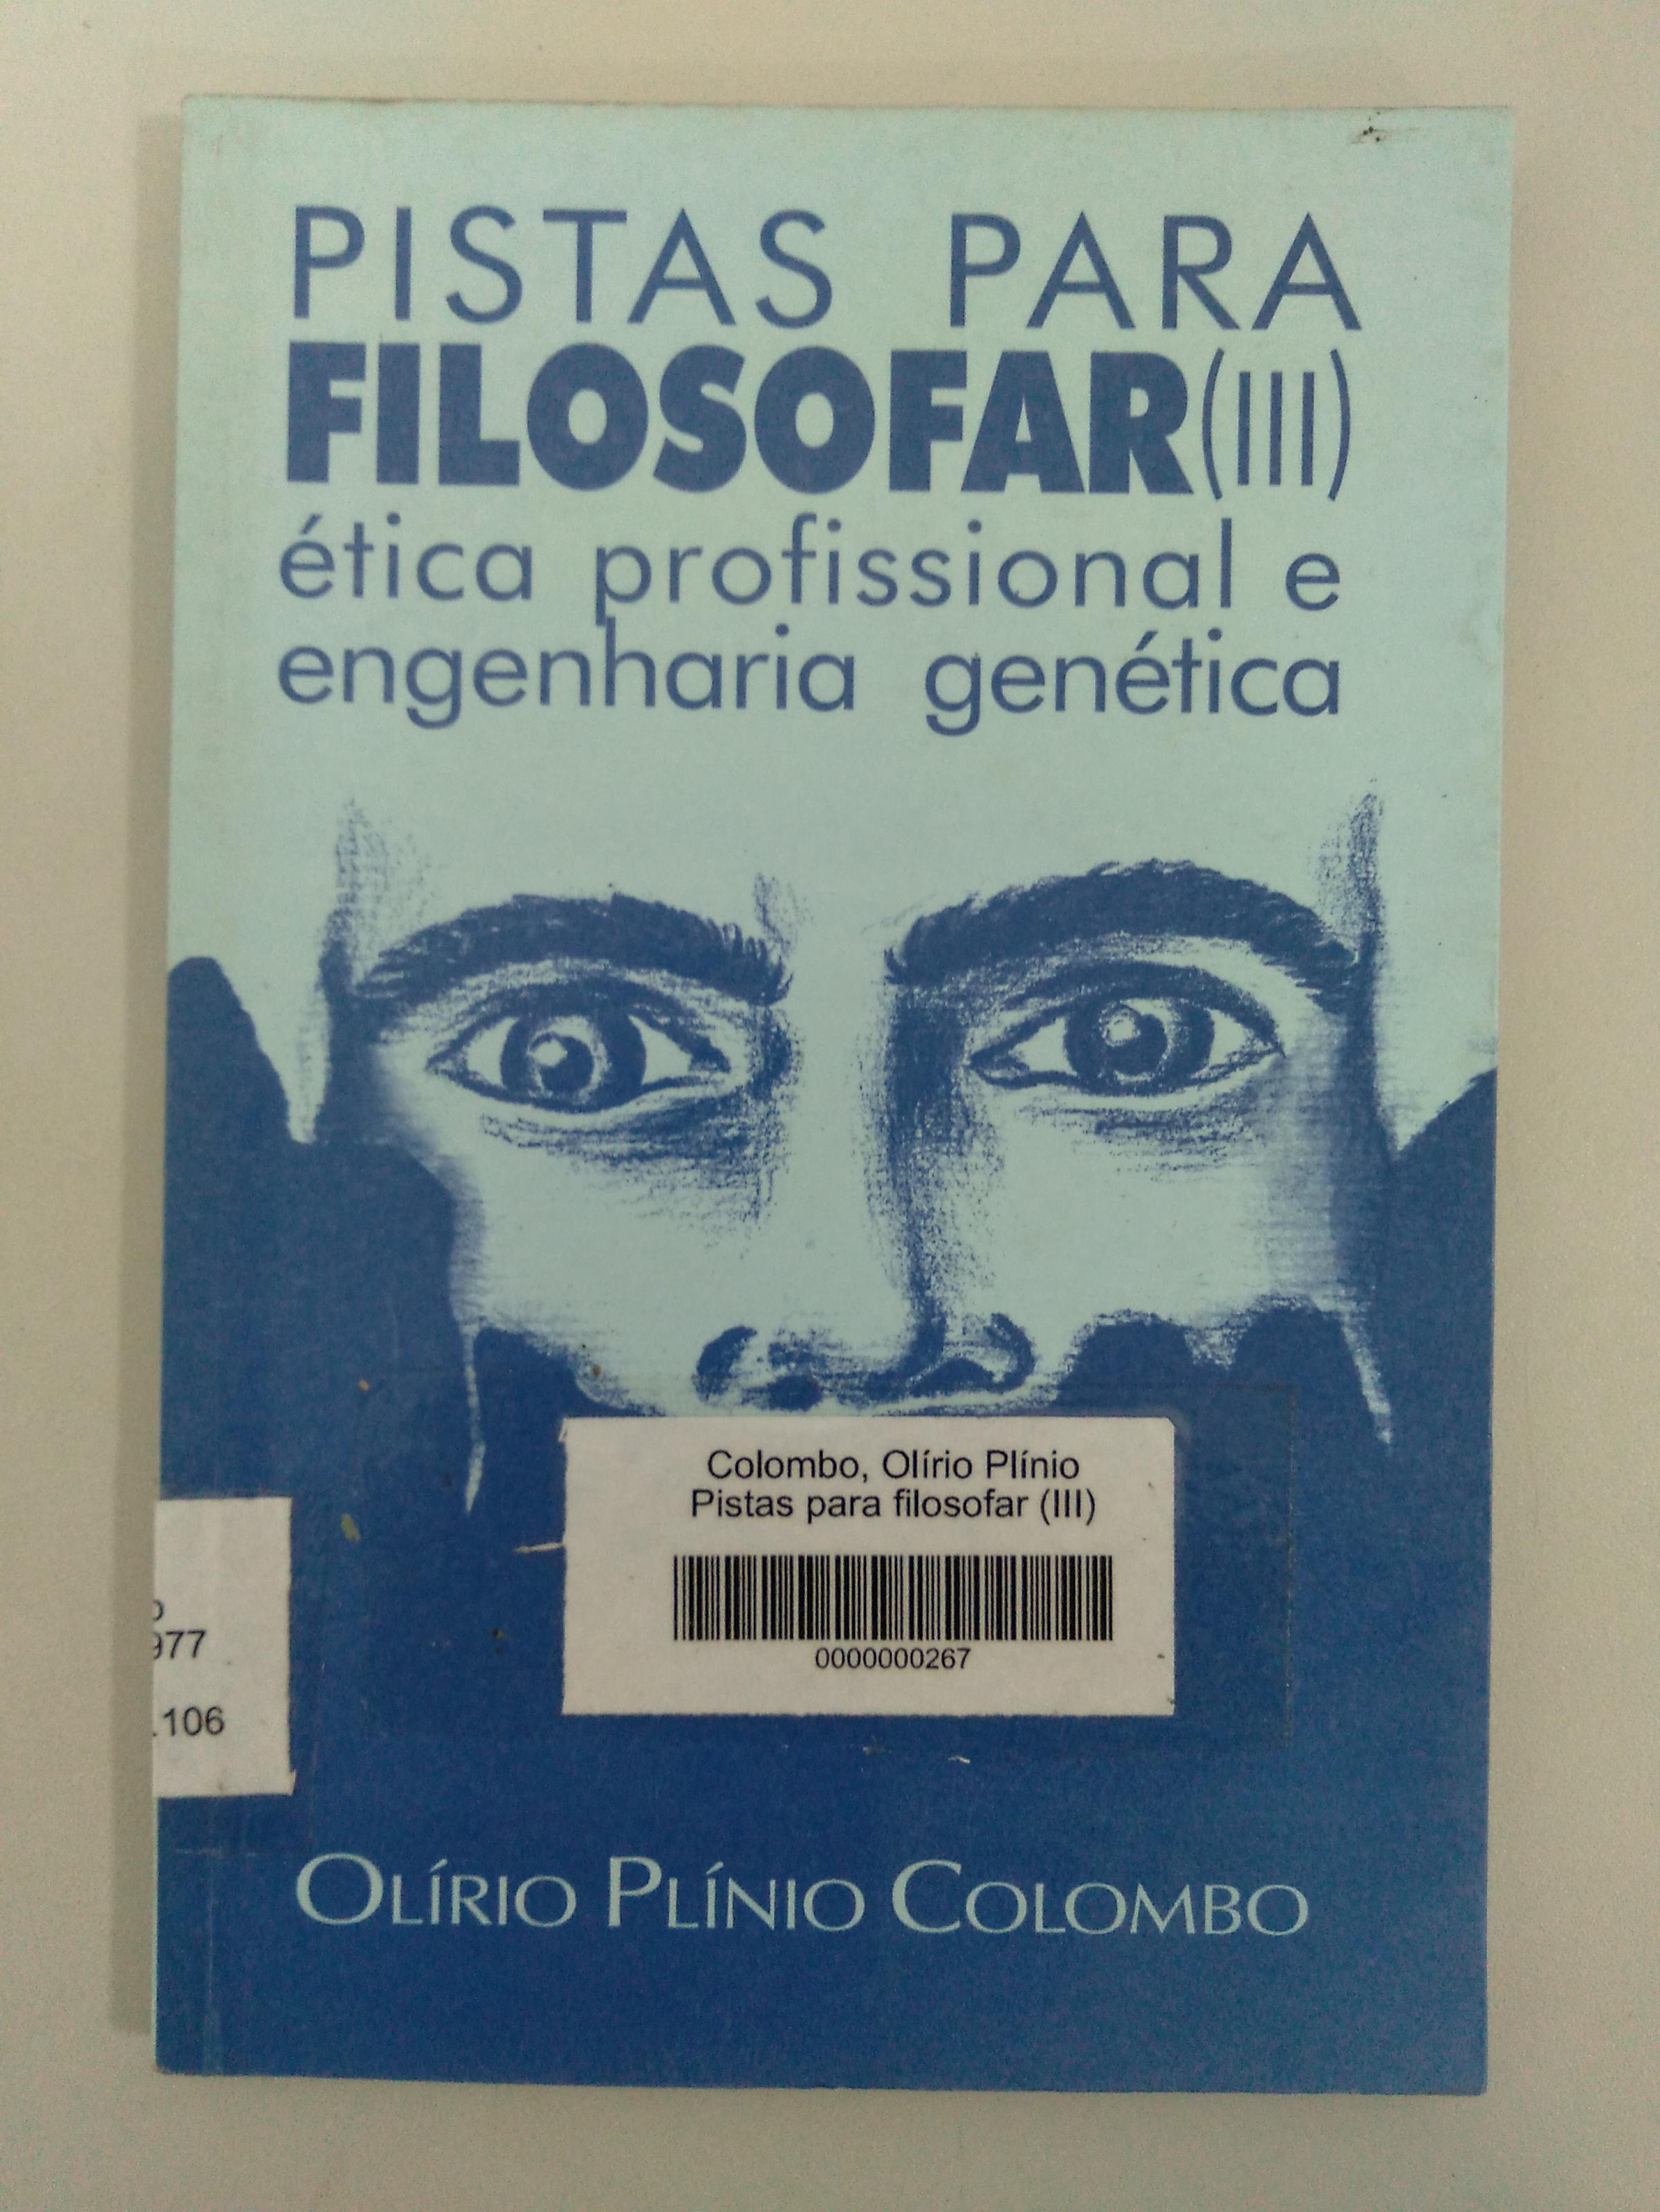 PISTAS PARA
FILOSOFAR (III)
ética profissional e
engenharia genética
Colombo, Olírio Plínio
Pistas para filosofar (III)
0000000267
977
.106
OLÍRIO PLÍNIO COLOMBO